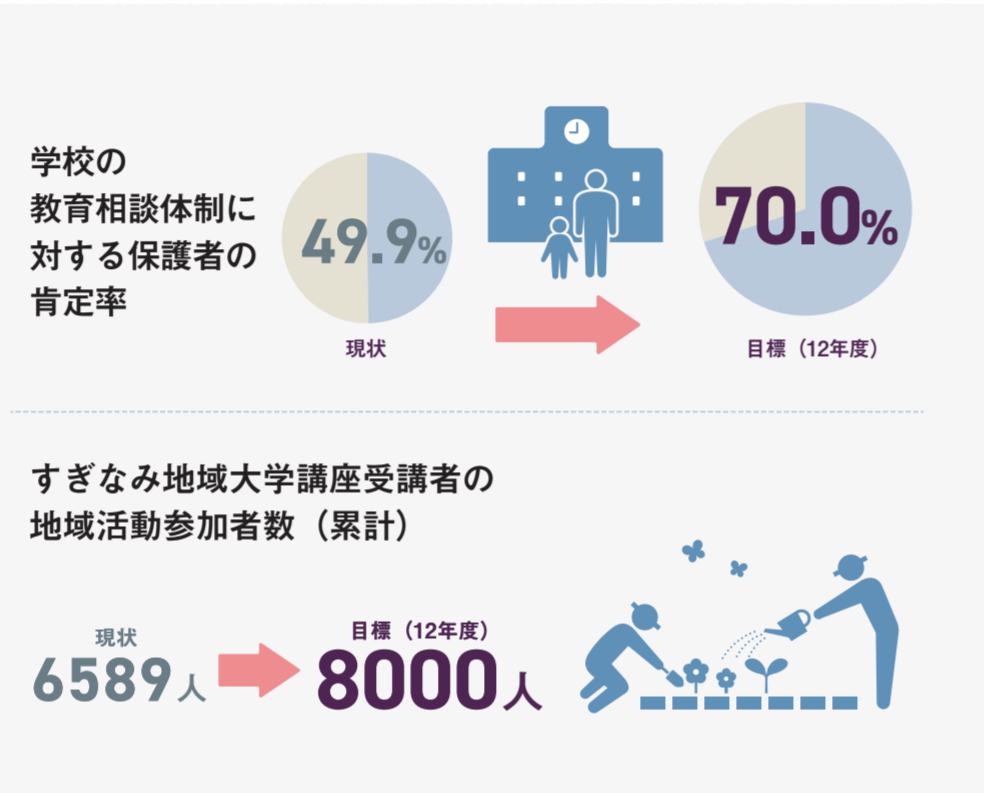 学校の
教育相談体制に
対する保護者の
肯定率
49.9%
現状
70.0%
目標（12年度）
すぎなみ地域大学講座受講者の
地域活動参加者数（累計）
現状
6589人
目標（12年度）
8000人